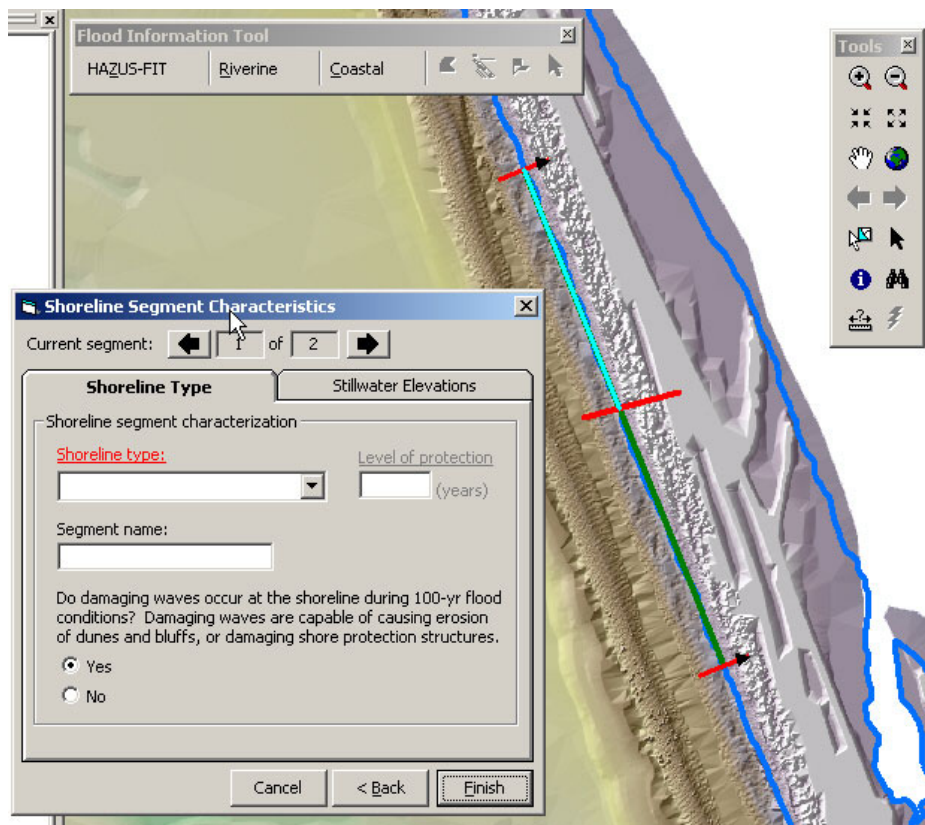 Flood Information Tool
HAZUS-FIT Riverine Coastal
Tools
Shoreline Segment Characteristics
Current segment: 1 of 2
Shoreline Type Stillwater Elevations
Shoreline segment characterization
Shoreline type: Level of protection
(years)
Segment name:
Do damaging waves occur at the shoreline during 100-yr flood
conditions? Damaging waves are capable of causing erosion
of dunes and bluffs, or damaging shore protection structures.
Yes
No
Cancel < Back Finish